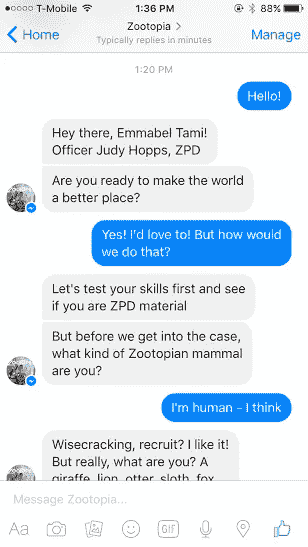 ●○○○○ T-Mobile 1:36 PM 88%
Home
Zootopia >
Typically replies in minutes
Manage
1:20 PM
Hello!
Hey there, Emmabel Tami!
Officer Judy Hopps, ZPD
Are you ready to make the world
a better place?
Yes! I'd love to! But how would
we do that?
Let's test your skills first and see
if you are ZPD material
But before we get into the case,
what kind of Zootopian mammal
are you?
I'm human - I think
Wisecracking, recruit? I like it!
But really, what are you? A
giraffe, lion, otter, sloth, fox
Message Zootopia...
Aa
GIF